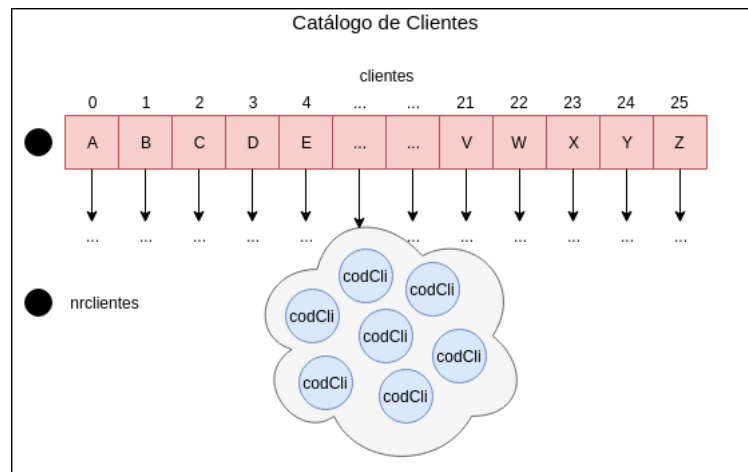 Catálogo de Clientes
clientes
0 1 2 3 4 ... ... 21 22 23 24 25
A B C D E ... ... V W X Y Z
... ... ... ... ... ... ... ... ... ... ...
codCli
codCli
codCli
nrclientes
codCli
codCli
codCli
codCli